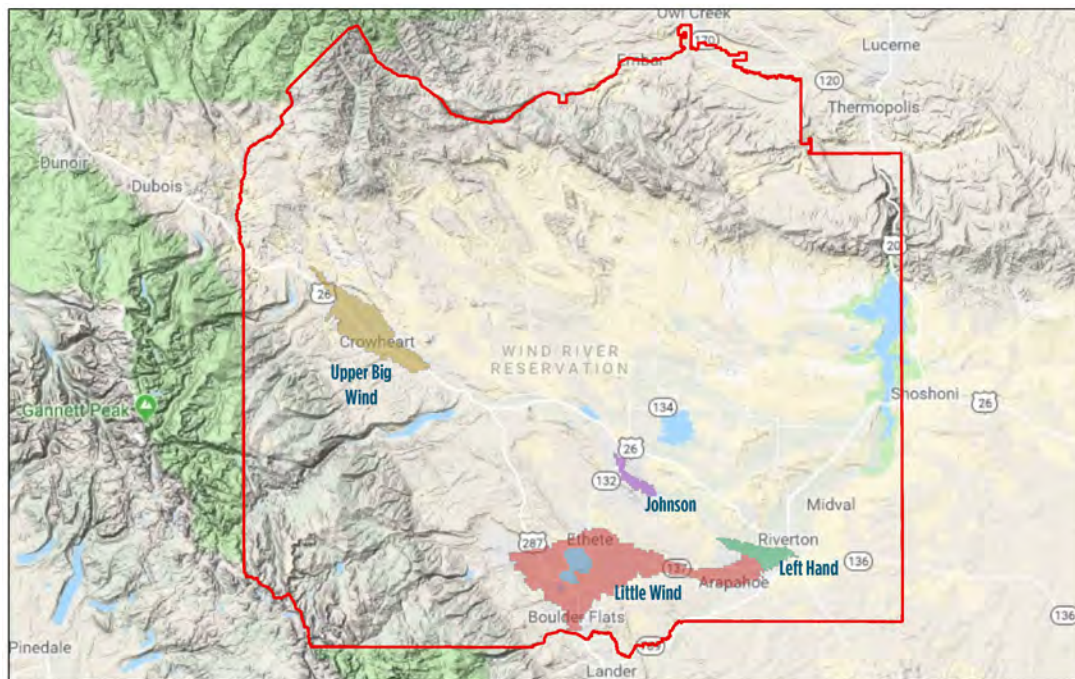 Owl Creek
170
Embar
Lucerne
120
Thermopolis
Dunoir
Dubois
20
26
Crowheart
WIND RIVER
RESERVATION
Upper Big
Wind
Gannett Peak
134
Shoshoni
26
26
132
Johnson
Midval
287
Ethete
Riverton
136
137
Left Hand
Arapahoe
Little Wind
Boulder Flats
136
Pinedale
Lander